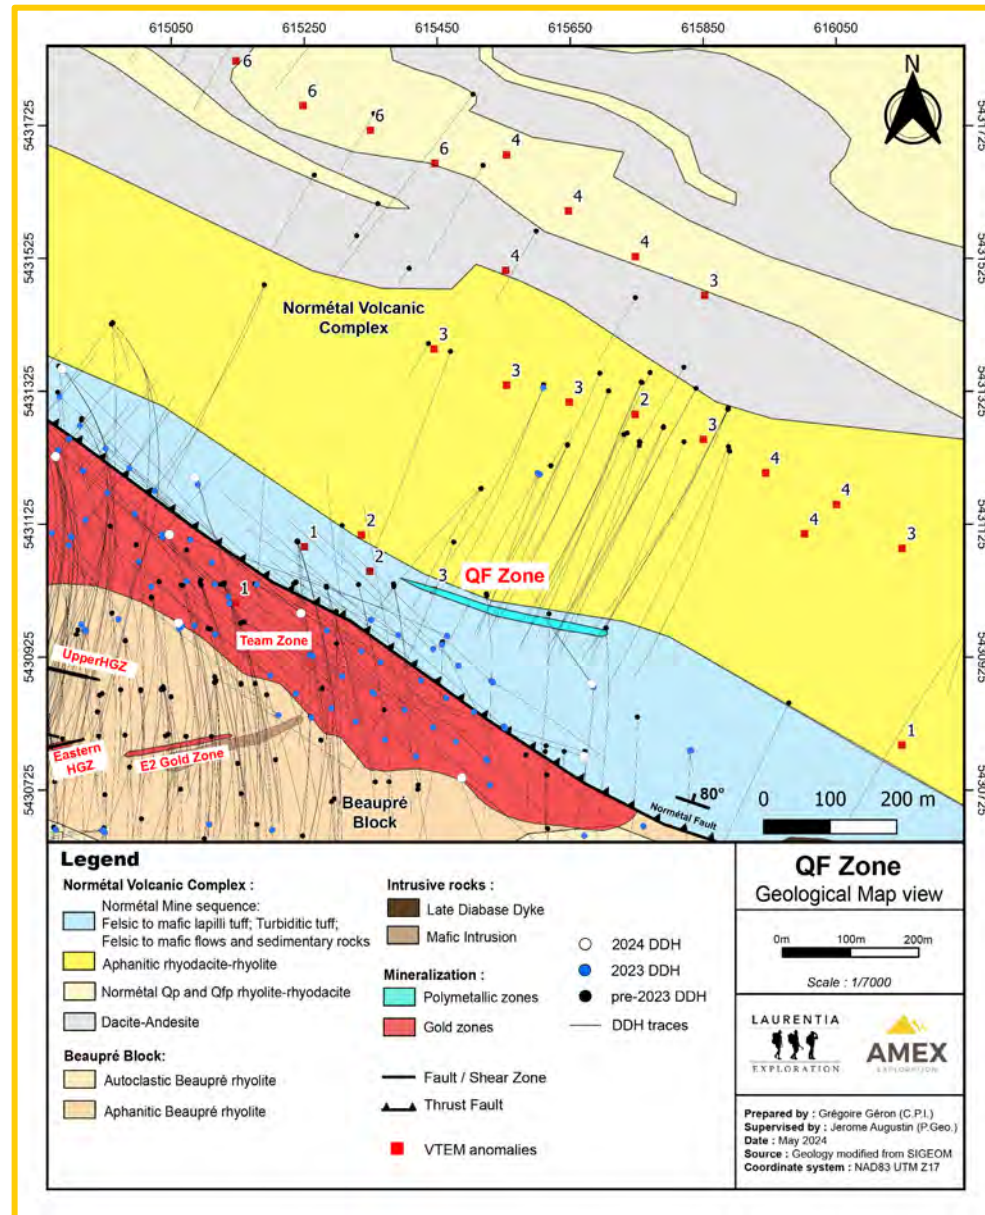 615050 615250 615450 615650 615850 616050
N
6
6
5431725 5431725
6
6
4
4
4
5431525 5431525
4
3
Normétal Volcanic
Complex
3
3
5431325 5431325
3
2
3
4
4
5431125 5431125
2
4
1
3
2
3
QF Zone
1
Team Zone
5430925 5430925
UpperHGZ
1
Eastern
HGZ
E2 Gold Zone
5430725 5430725
80°
0 100 200 m
Beaupré
Block
Normétal Fault
Legend
Normétal Volcanic Complex :
Normétal Mine sequence:
Felsic to mafic lapilli tuff; Turbiditic tuff;
Felsic to mafic flows and sedimentary rocks
Aphanitic rhyodacite-rhyolite
Normétal Qp and Qfp rhyolite-rhyodacite
Dacite-Andesite
Beaupré Block:
Autoclastic Beaupré rhyolite
Aphanitic Beaupré rhyolite
Intrusive rocks :
Late Diabase Dyke
Mafic Intrusion
Mineralization :
Polymetallic zones
Gold zones
Fault / Shear Zone
Thrust Fault
VTEM anomalies
2024 DDH
2023 DDH
pre-2023 DDH
DDH traces
QF Zone
Geological Map view
0m 100m 200m
Scale : 1/7000
LAURENTIA
EXPLORATION
AMEX
EXPLORATION
Prepared by : Grégoire Géron (C.P.I.)
Supervised by : Jerome Augustin (P.Geo.)
Date : May 2024
Source : Geology modified from SIGEOM
Coordinate system : NAD83 UTM Z17